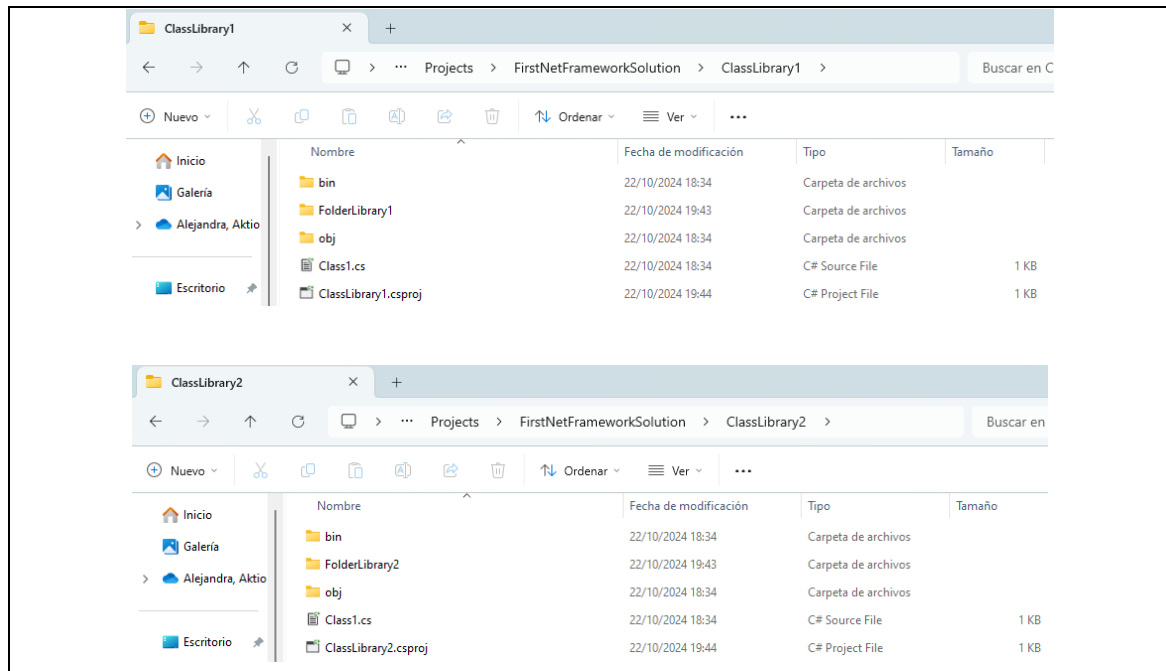 ClassLibrary1
Projects > FirstNetFrameworkSolution > ClassLibrary1 > Buscar en C
Nuevo Ordenar Ver
Inicio
Galería
Alejandra, Aktio
Escritorio
Nombre Fecha de modificación Tipo Tamaño
bin 22/10/2024 18:34 Carpeta de archivos
FolderLibrary1 22/10/2024 19:43 Carpeta de archivos
obj 22/10/2024 18:34 Carpeta de archivos
Class1.cs 22/10/2024 18:34 C# Source File 1 KB
ClassLibrary1.csproj 22/10/2024 19:44 C# Project File 1 KB
ClassLibrary2
Projects > FirstNetFrameworkSolution > ClassLibrary2 > Buscar en
Nuevo Ordenar Ver
Inicio
Galería
Alejandra, Aktio
Escritorio
Nombre Fecha de modificación Tipo Tamaño
bin 22/10/2024 18:34 Carpeta de archivos
FolderLibrary2 22/10/2024 19:43 Carpeta de archivos
obj 22/10/2024 18:34 Carpeta de archivos
Class1.cs 22/10/2024 18:34 C# Source File 1 KB
ClassLibrary2.csproj 22/10/2024 19:44 C# Project File 1 KB